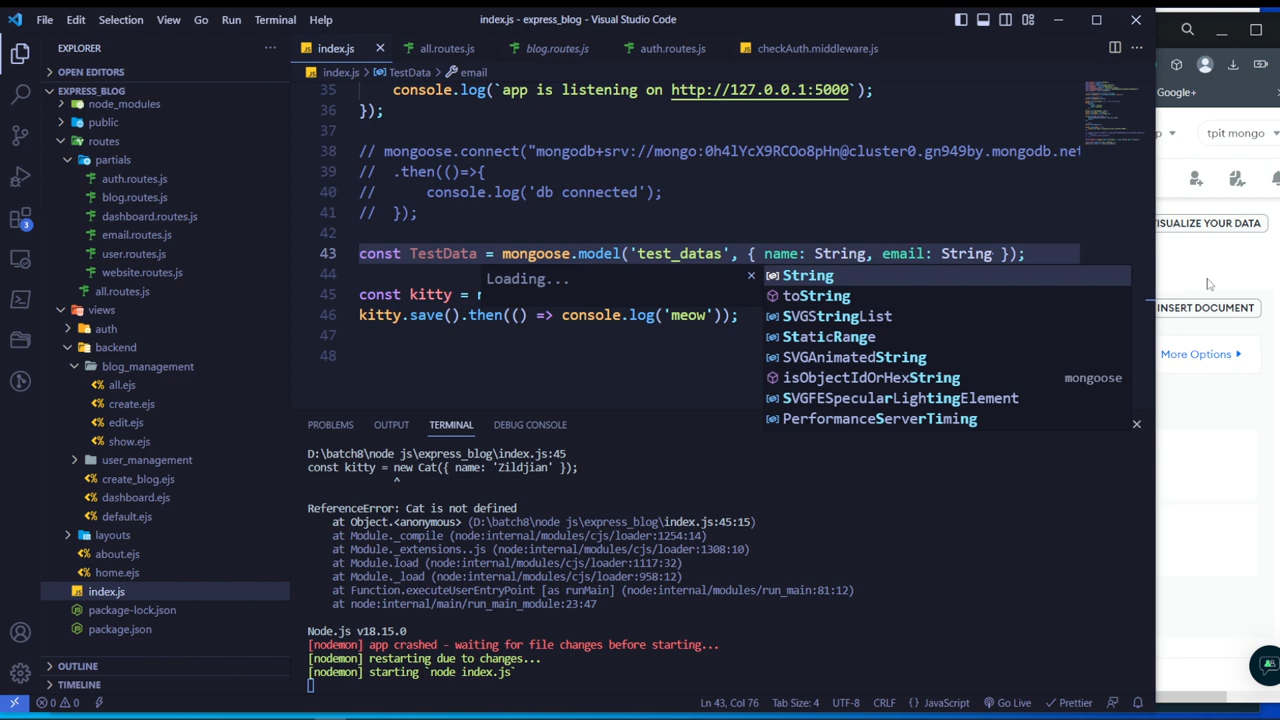 File Edit Selection View Go Run Terminal Help
index.js - express_blog - Visual Studio Code
EXPLORER
OPEN EDITORS
EXPRESS_BLOG
node_modules
public
routes
partials
auth.routes.js
blog.routes.js
dashboard.routes.js
email.routes.js
user.routes.js
website.routes.js
all.routes.js
views
auth
backend
blog_management
all.ejs
create.ejs
edit.ejs
show.ejs
user_management
create_blog.ejs
dashboard.ejs
default.ejs
layouts
about.ejs
home.ejs
index.js
package-lock.json
package.json
OUTLINE
TIMELINE
3
index.js all.routes.js blog.routes.js auth.routes.js checkAuth.middleware.js
index.js > TestData > email
35 console.log(`app is listening on http://127.0.0.1:5000`);
36 });
37
38 // mongoose.connect("mongodb+srv://mongo:0h4lYcX9RCOo8pHn@cluster0.gn949by.mongodb.net
39 // .then(()=>{
40 //     console.log('db connected');
41 // });
42
43 const TestData = mongoose.model('test_datas', { name: String, email: String });
44
45 const kitty =
46 kitty.save().then(() => console.log('meow'));
47
48
Loading...
String
toString
SVGStringList
StaticRange
SVGAnimatedString
isObjectIdOrHexString mongoose
SVGFESpecularLightingElement
PerformanceServerTiming
PROBLEMS OUTPUT TERMINAL DEBUG CONSOLE
D:\batch8\node js\express_blog\index.js:45
const kitty = new Cat({ name: 'Zildjian' });
^
ReferenceError: Cat is not defined
at Object.<anonymous> (D:\batch8\node js\express_blog\index.js:45:15)
at Module._compile (node:internal/modules/cjs/loader:1254:14)
at Module._extensions..js (node:internal/modules/cjs/loader:1308:10)
at Module.load (node:internal/modules/cjs/loader:1117:32)
at Module._load (node:internal/modules/cjs/loader:958:12)
at Function.executeUserEntryPoint [as runMain] (node:internal/modules/run_main:81:12)
at node:internal/main/run_main_module:23:47
Node.js v18.15.0
[nodemon] app crashed - waiting for file changes before starting...
[nodemon] restarting due to changes...
[nodemon] starting `node index.js`
0 0 Ln 43, Col 76 Tab Size: 4 UTF-8 CRLF JavaScript Go Live Prettier
Google+
tpit mongo
VISUALIZE YOUR DATA
INSERT DOCUMENT
More Options